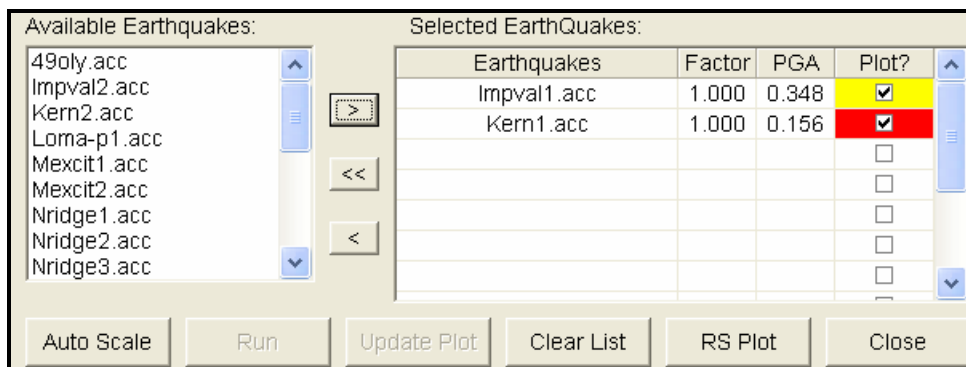 Available Earthquakes:
Selected EarthQuakes:
49oly.acc
Impval2.acc
Kern2.acc
Loma-p1.acc
Mexcit1.acc
Mexcit2.acc
Nridge1.acc
Nridge2.acc
Nridge3.acc
>
<<
<
Earthquakes Factor PGA Plot?
Impval1.acc 1.000 0.348
Kern1.acc 1.000 0.156
Auto Scale Run Update Plot Clear List RS Plot Close